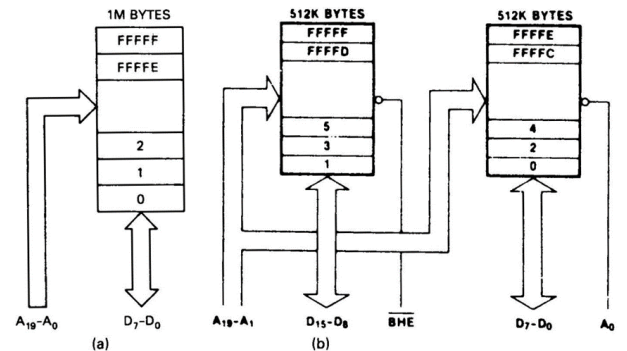 1M BYTES
FFFFF
FFFFE
2
1
0
A19-A0
D7-D0
(a)
512K BYTES
FFFFF
FFFFD
5
3
1
A19-A1
D15-D8
BHE
(b)
512K BYTES
FFFFE
FFFFC
4
2
0
D7-D0
A0